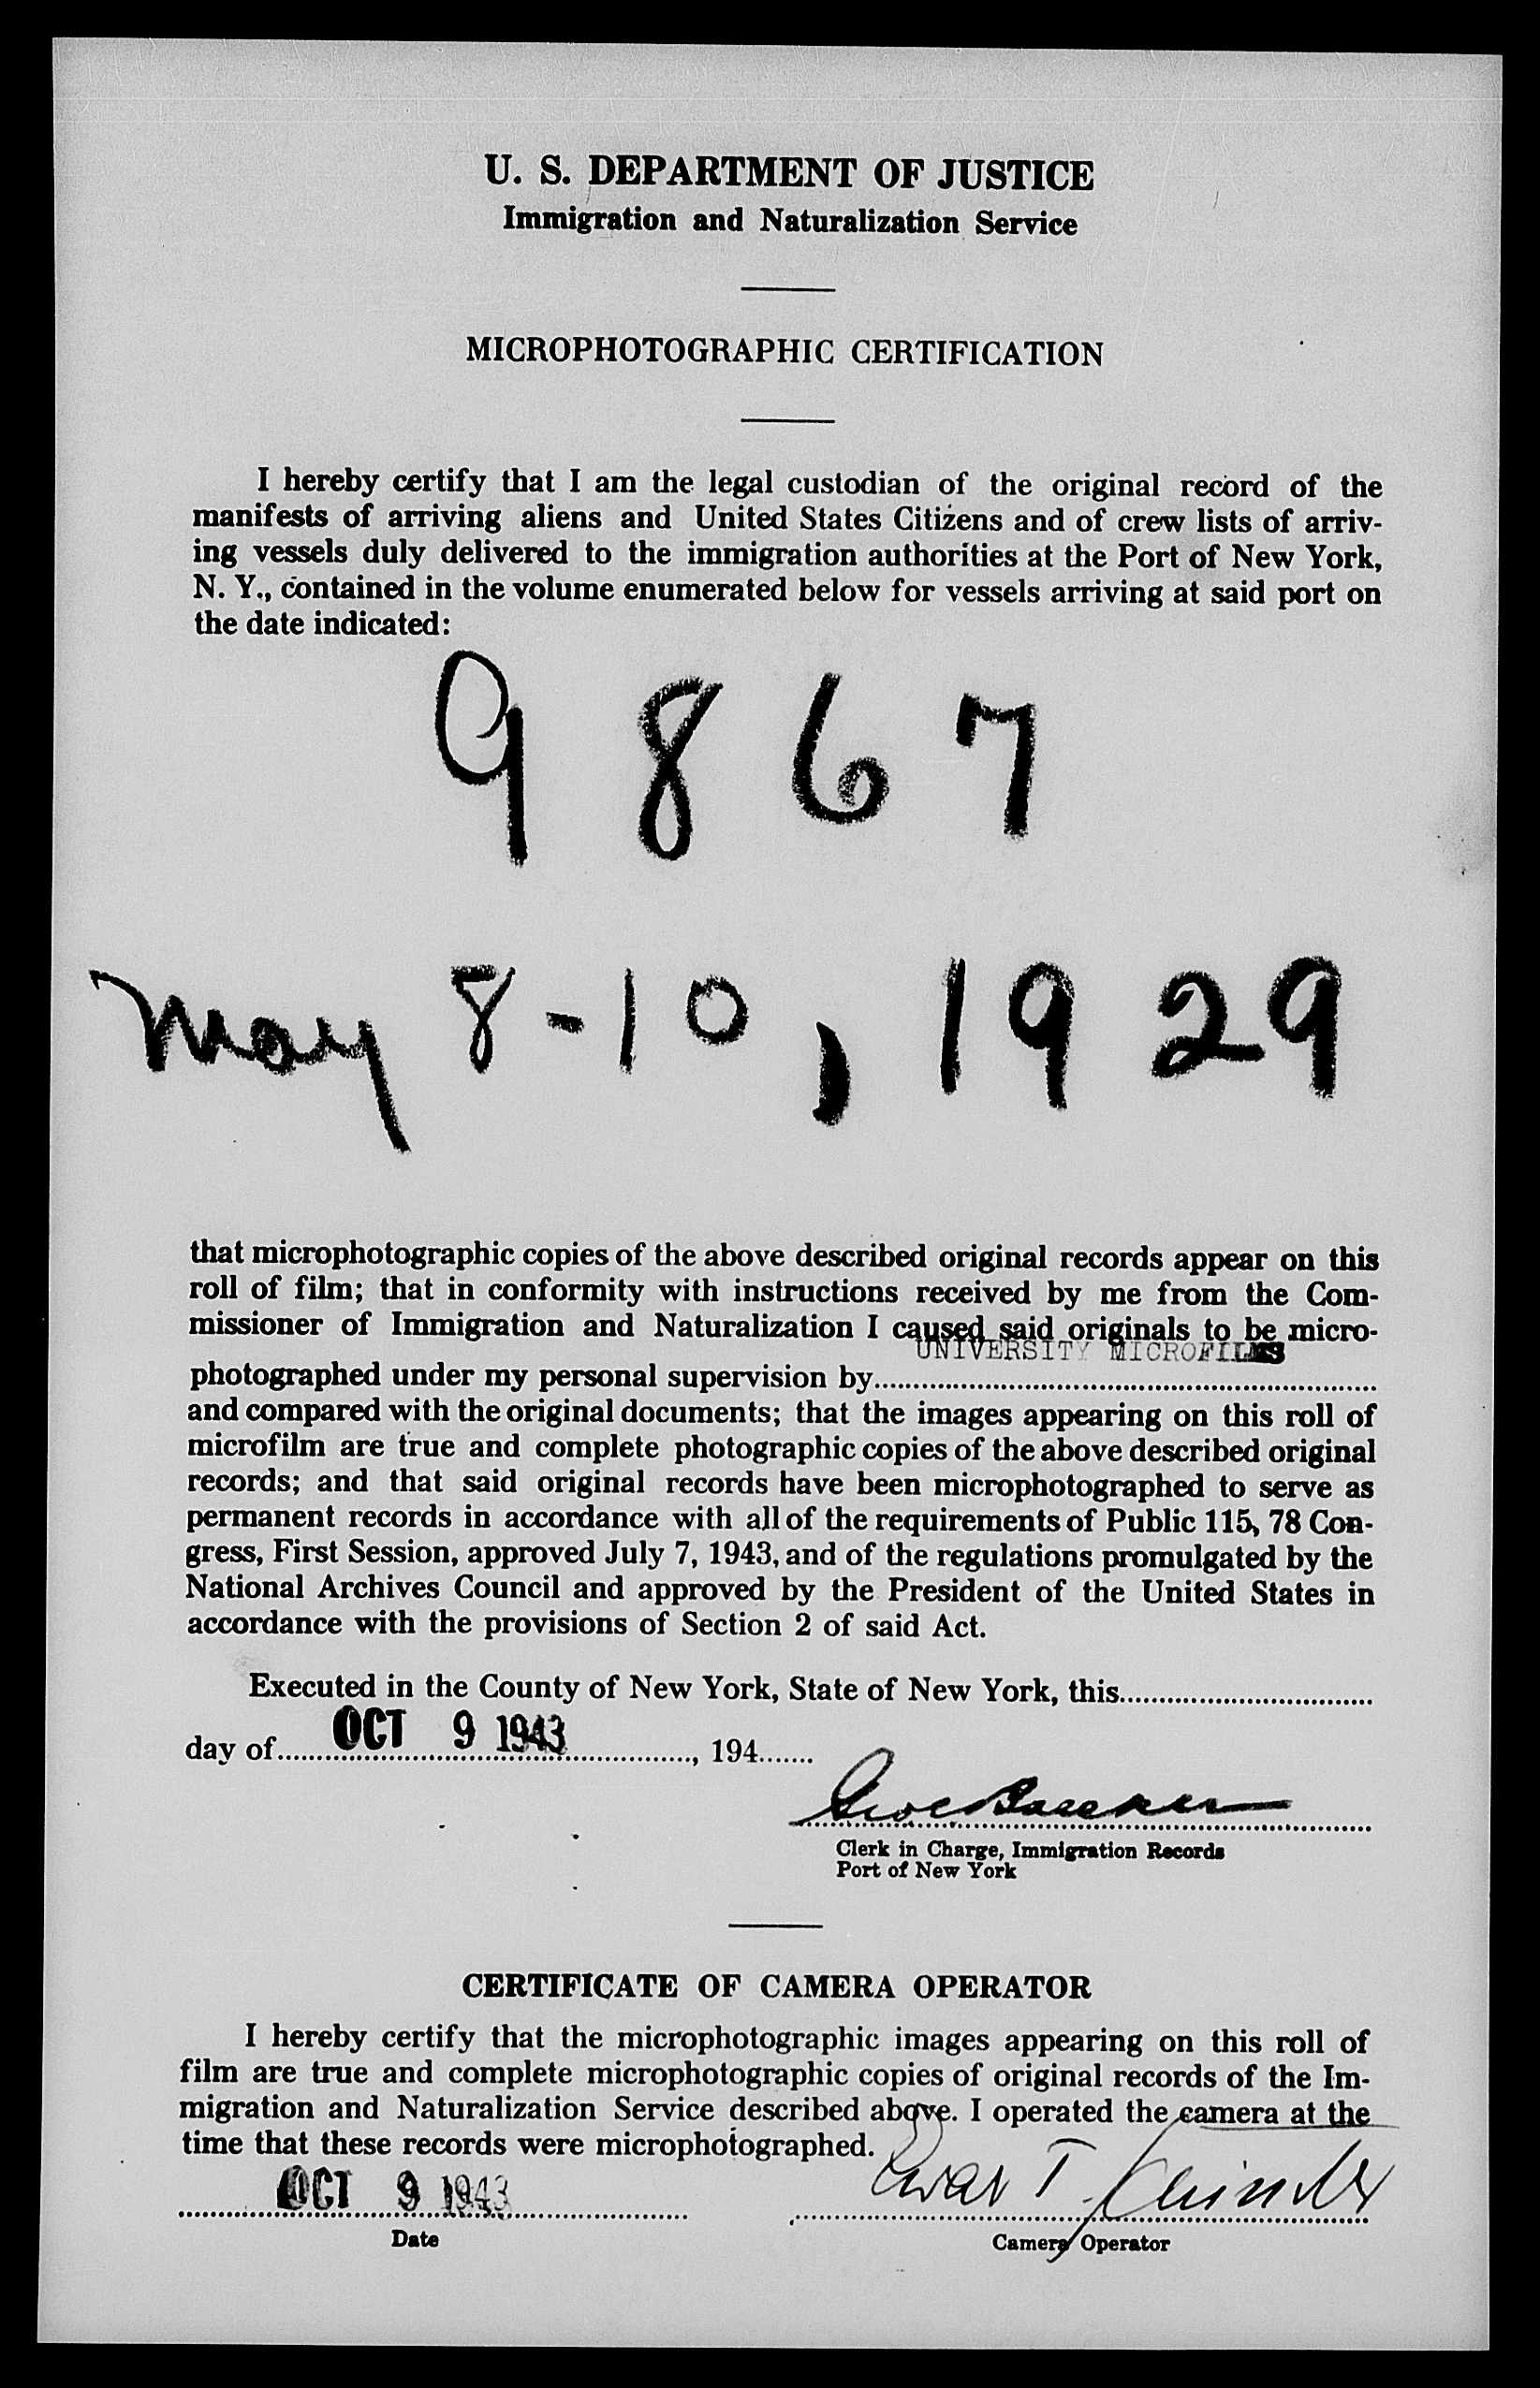 U. S. DEPARTMENT OF JUSTICE
Immigration and Naturalization Service
MICROPHOTOGRAPHIC CERTIFICATION
I hereby certify that I am the legal custodian of the original record of the
manifests of arriving aliens and United States Citizens and of crew lists of arriv-
ing vessels duly delivered to the immigration authorities at the Port of New York,
N. Y., contained in the volume enumerated below for vessels arriving at said port on
the date indicated:
9867
May 8-10, 1929
that microphotographic copies of the above described original records appear on this
roll of film; that in conformity with instructions received by me from the Com-
missioner of Immigration and Naturalization I caused said originals to be micro-
UNIVERSITY MICROFILMS
photographed under my personal supervision by
and compared with the original documents; that the images appearing on this roll of
microfilm are true and complete photographic copies of the above described original
records; and that said original records have been microphotographed to serve as
permanent records in accordance with all of the requirements of Public 115, 78 Con-
gress, First Session, approved July 7, 1943, and of the regulations promulgated by the
National Archives Council and approved by the President of the United States in
accordance with the provisions of Section 2 of said Act.
Executed in the County of New York, State of New York, this
day of OCT 9 1943, 194
Clerk in Charge, Immigration Records
Port of New York
CERTIFICATE OF CAMERA OPERATOR
I hereby certify that the microphotographic images appearing on this roll of
film are true and complete microphotographic copies of original records of the Im-
migration and Naturalization Service described above. I operated the camera at the
time that these records were microphotographed.
OCT 9 1943
Date
Camera Operator